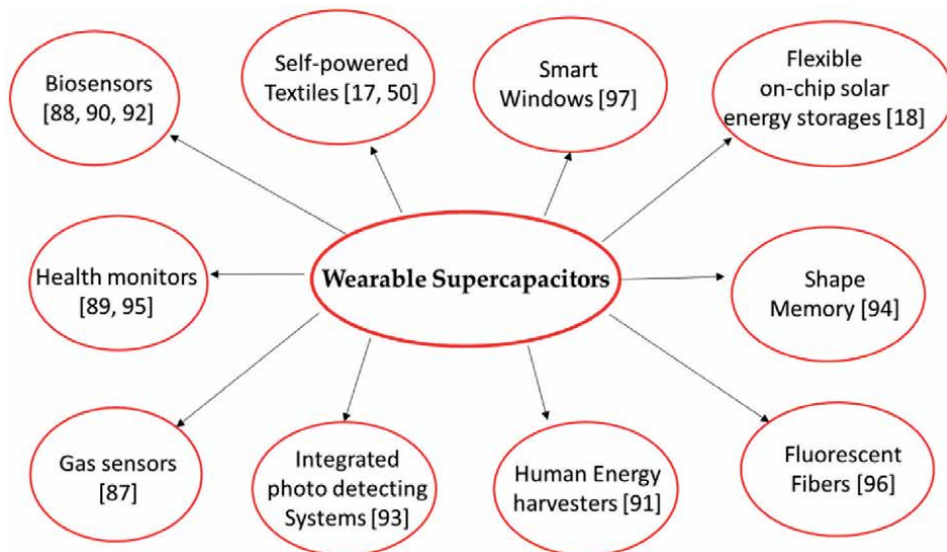 Biosensors
[88, 90, 92]
Self-powered
Textiles [17, 50]
Smart
Windows [97]
Flexible
on-chip solar
energy storages [18]
Health monitors
[89, 95]
Wearable Supercapacitors
Shape
Memory [94]
Gas sensors
[87]
Integrated
photo detecting
Systems [93]
Human Energy
harvesters [91]
Fluorescent
Fibers [96]